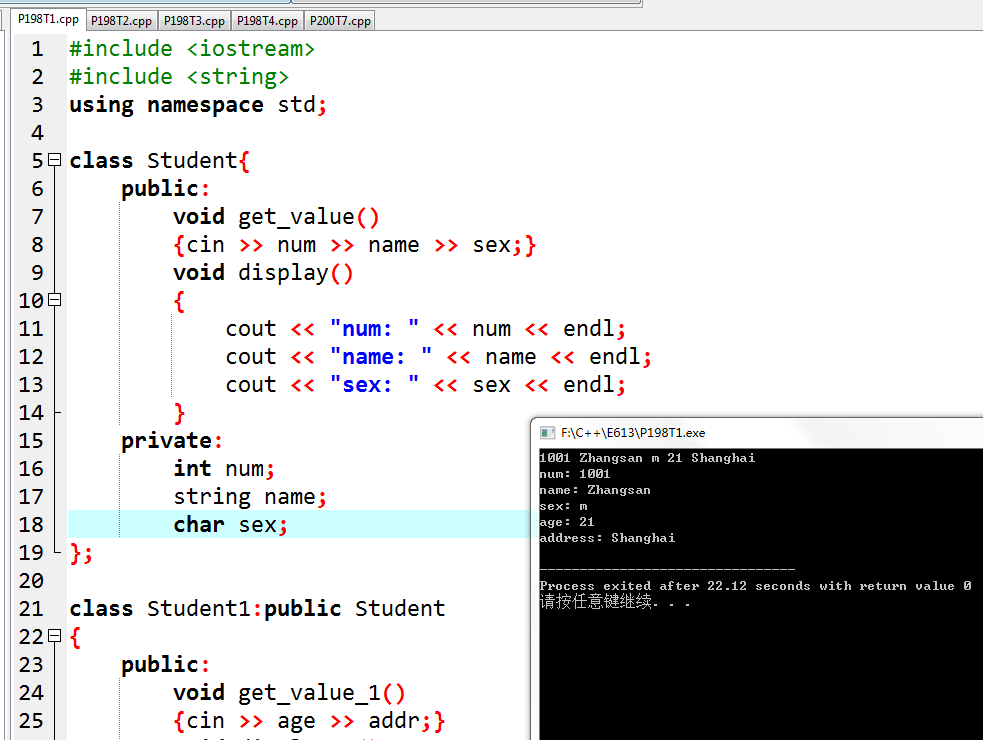 P198T1.cpp P198T2.cpp P198T3.cpp P198T4.cpp P200T7.cpp
1 #include <iostream>
2 #include <string>
3 using namespace std;
4
5 class Student{
6 public:
7 void get_value()
8 {cin >> num >> name >> sex;}
9 void display()
10 {
11 cout << "num: " << num << endl;
12 cout << "name: " << name << endl;
13 cout << "sex: " << sex << endl;
14 }
15 private:
16 int num;
17 string name;
18 char sex;
19 };
20
21 class Student1:public Student
22 {
23 public:
24 void get_value_1()
25 {cin >> age >> addr;}
F:\C++\E613\P198T1.exe
1001 Zhangsan m 21 Shanghai
num: 1001
name: Zhangsan
sex: m
age: 21
address: Shanghai
--------------------------------
Process exited after 22.12 seconds with return value 0
请按任意键继续. . .